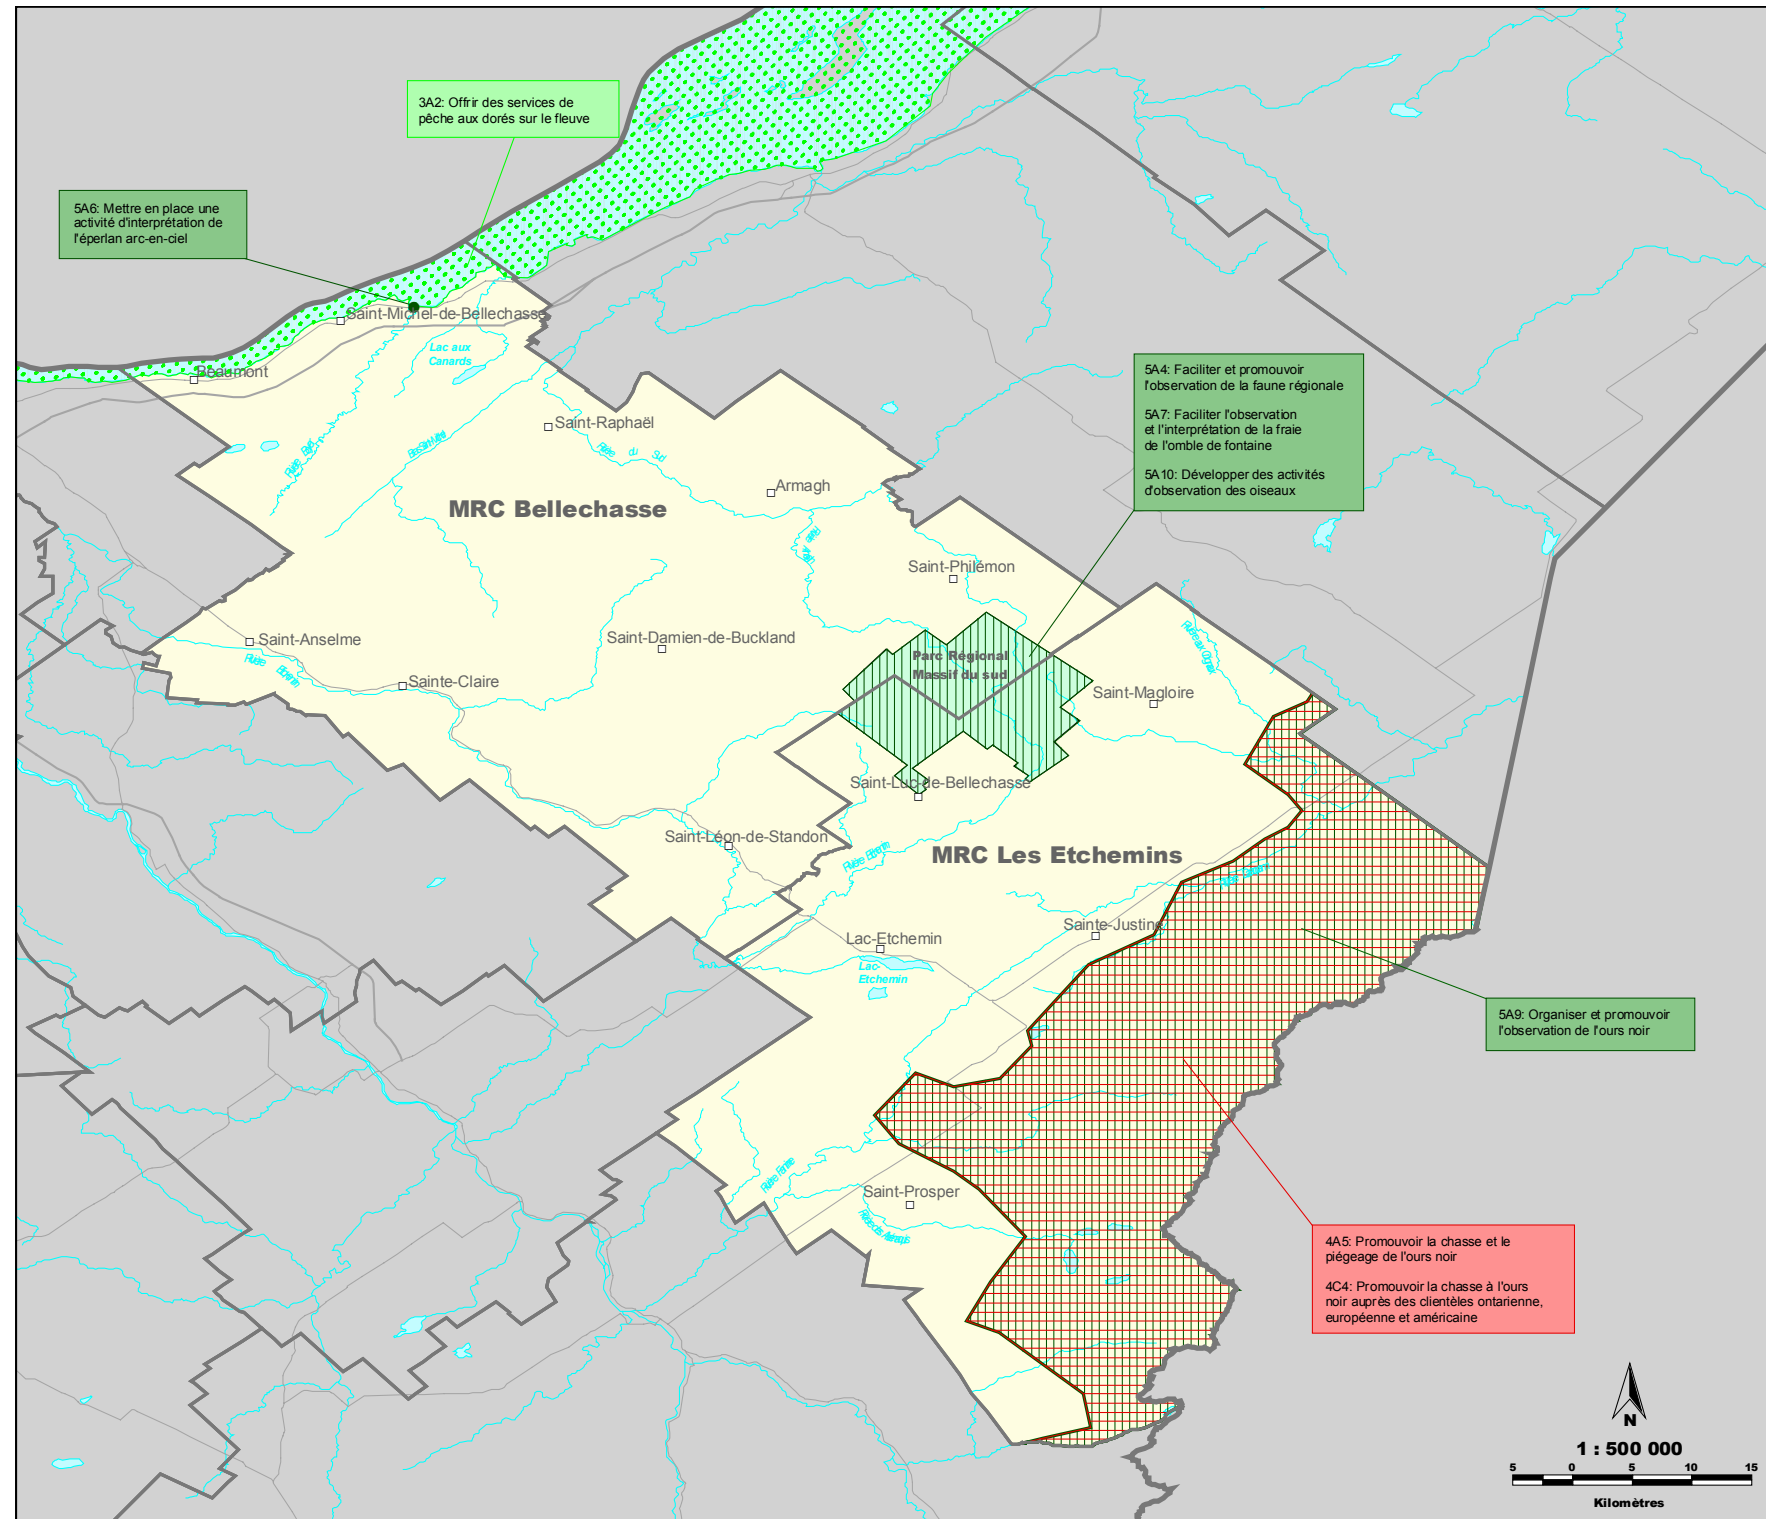 3A2: Offrir des services de
pêche aux dorés sur le fleuve
5A6: Mettre en place une
activité d'interprétation de
l'éperlan arc-en-ciel
Saint-Michel-de-Bellechasse
Lac aux
Canards
Beaumont
5A4: Faciliter et promouvoir
l'observation de la faune régionale
5A7: Faciliter l'observation
et l'interprétation de la fraie
de l'omble de fontaine
5A10: Développer des activités
d'observation des oiseaux
Saint-Raphaël
Rivière du Sud
Armagh
MRC Bellechasse
Saint-Philémon
Saint-Anselme
Saint-Damien-de-Buckland
Rivière Etchemin
Sainte-Claire
Parc Régional
Massif du sud
Saint-Magloire
Saint-Luc-de-Bellechasse
Saint-Léon-de-Standon
MRC Les Etchemins
Rivière Etchemin
Sainte-Justine
Lac-Etchemin
Lac-
Etchemin
5A9: Organiser et promouvoir
l'observation de l'ours noir
Saint-Prosper
4A5: Promouvoir la chasse et le
piégeage de l'ours noir
4C4: Promouvoir la chasse à l'ours
noir auprès des clientèles ontarienne,
européenne et américaine
N
1 : 500 000
5 0 5 10 15
Kilomètres